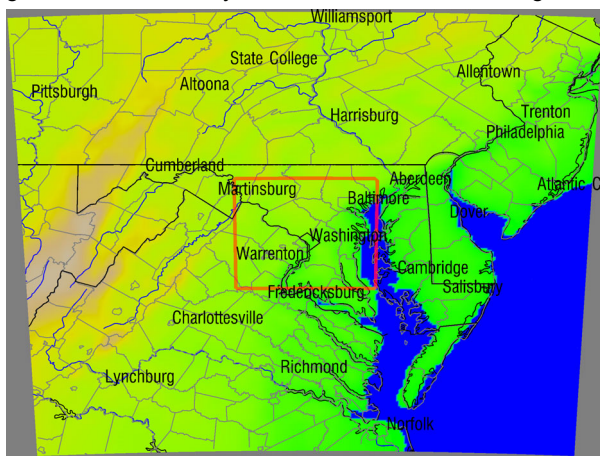 Williamsport
State College
Allentown
Pittsburgh
Altoona
Trenton
Harrisburg
Philadelphia
Cumberland
Aberdeen
Martinsburg
Atlantic C
Baltimore
Dover
Washington
Warrenton
Cambridge
Salisbury
Fredericksburg
Charlottesville
Richmond
Lynchburg
Norfolk